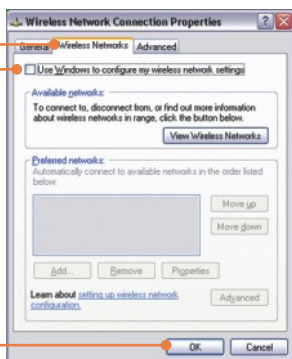 Wireless Network Connection Properties
General Wireless Networks Advanced
Use Windows to configure my wireless network settings
Available networks:
To connect to, disconnect from, or find out more information
about wireless networks in range, click the button below.
View Wireless Networks
Preferred networks:
Automatically connect to available networks in the order listed
below:
Move up
Move down
Add... Remove Properties
Learn about setting up wireless network
configuration.
Advanced
OK Cancel